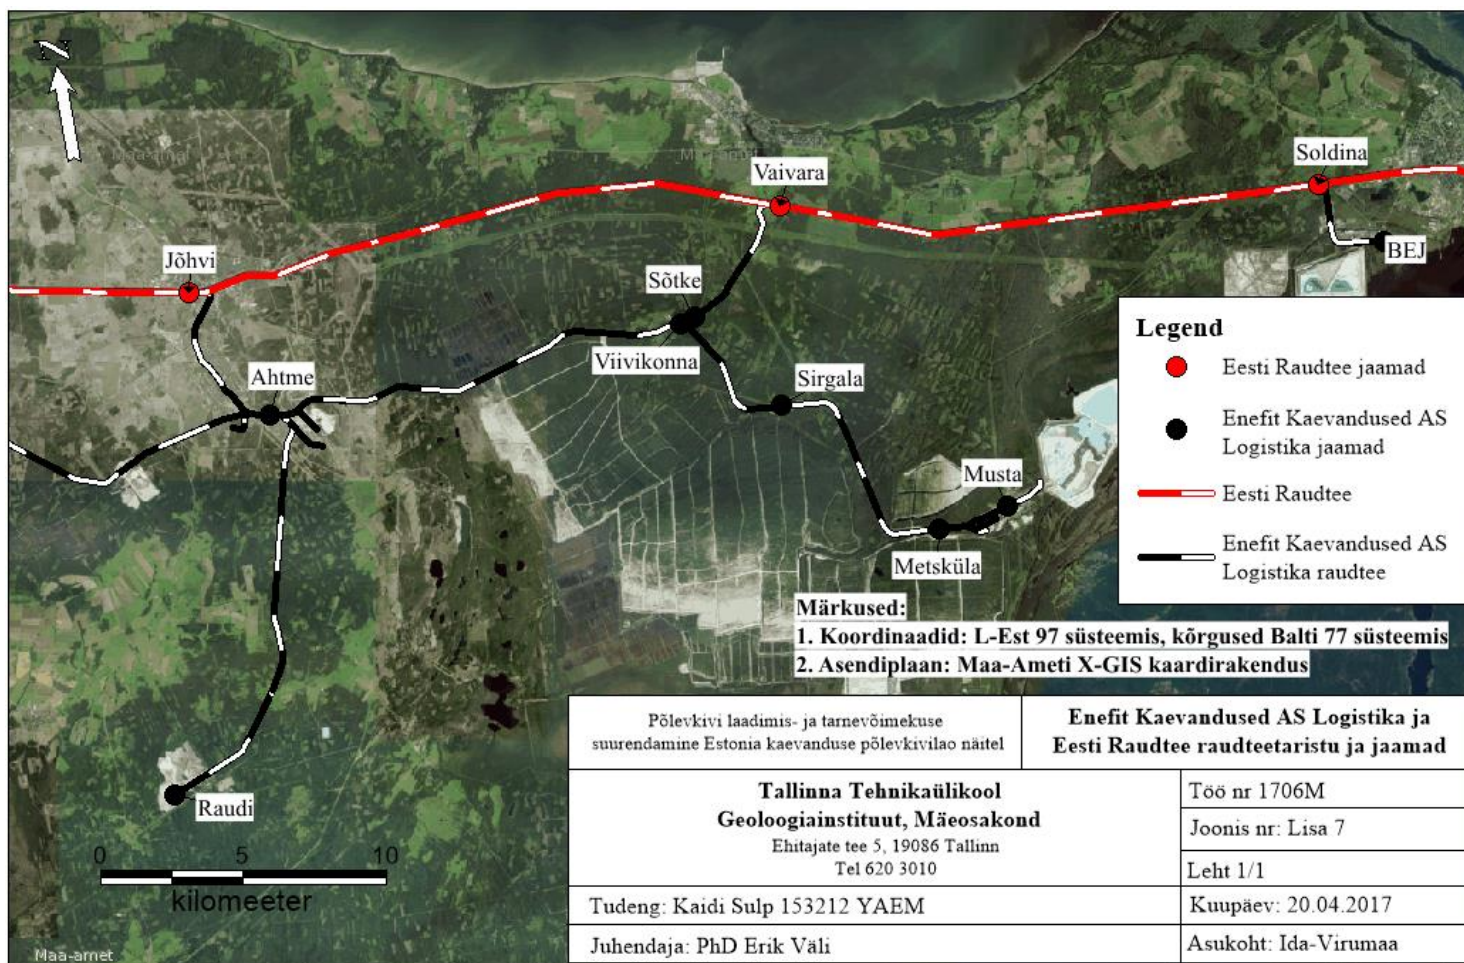 N
Maa-amet
Maa-amet
Soldina
Vaivara
BEJ
Jõhvi
Sõtke
Viivikonna
Ahtme
Sirgala
Musta
Metsküla
Raudi
Legend
Eesti Raudtee jaamad
Enefit Kaevandused AS
Logistika jaamad
Eesti Raudtee
Enefit Kaevandused AS
Logistika raudtee
Märkused:
1. Koordinaadid: L-Est 97 süsteemis, kõrgused Balti 77 süsteemis
2. Asendiplaan: Maa-Ameti X-GIS kaardirakendus
0 5 10
kilomeeter
Maa-amet
Põlevkivi laadimis- ja tarnevõimekuse
suurendamine Estonia kaevanduse põlevkivilao näitel
Enefit Kaevandused AS Logistika ja
Eesti Raudtee raudteetaristu ja jaamad
Tallinna Tehnikaülikool
Geoloogiainstituut, Mäeosakond
Ehitajate tee 5, 19086 Tallinn
Tel 620 3010
Töö nr 1706M
Joonis nr: Lisa 7
Leht 1/1
Tudeng: Kaidi Sulp 153212 YAEM
Kuupäev: 20.04.2017
Juhendaja: PhD Erik Väli
Asukoht: Ida-Virumaa